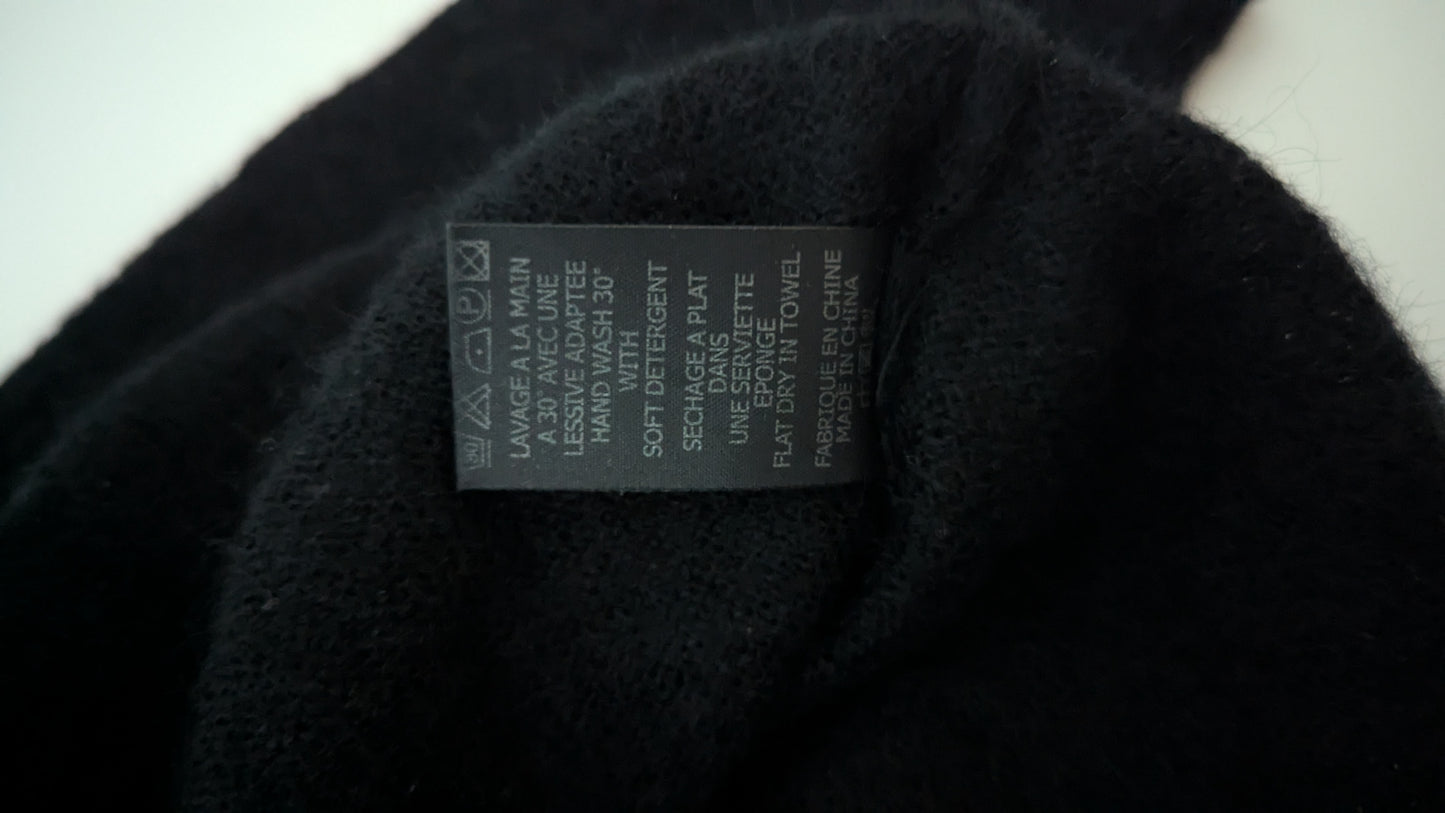 LAVAGE A LA MAIN
A 30° AVEC UNE
LESSIVE ADAPTEE
HAND WASH 30°
WITH
SOFT DETERGENT
SECHAGE A PLAT
DANS
UNE SERVIETTE
EPONGE
FLAT DRY IN TOWEL
FABRIQUE EN CHINE
MADE IN CHINA